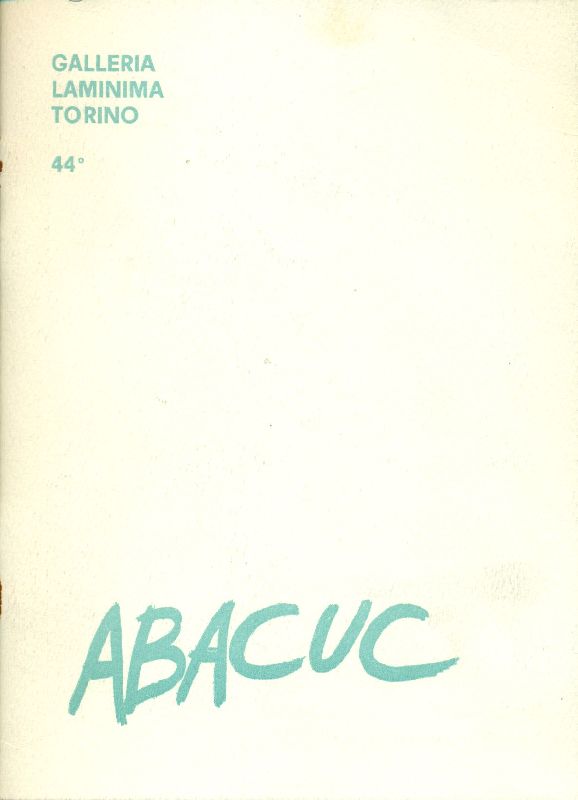 GALLERIA
LAMINIMA
TORINO
44°
ABACUC